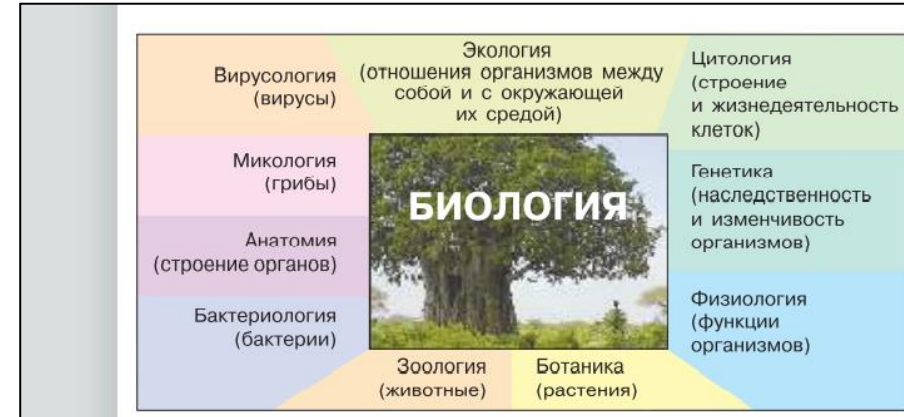 Вирусология
(вирусы)
Экология
(отношения организмов между
собой и с окружающей
их средой)
Цитология
(строение
и жизнедеятельность
клеток)
Микология
(грибы)
БИОЛОГИЯ
Генетика
(наследственность
и изменчивость
организмов)
Анатомия
(строение органов)
Бактериология
(бактерии)
Физиология
(функции
организмов)
Зоология
(животные)
Ботаника
(растения)